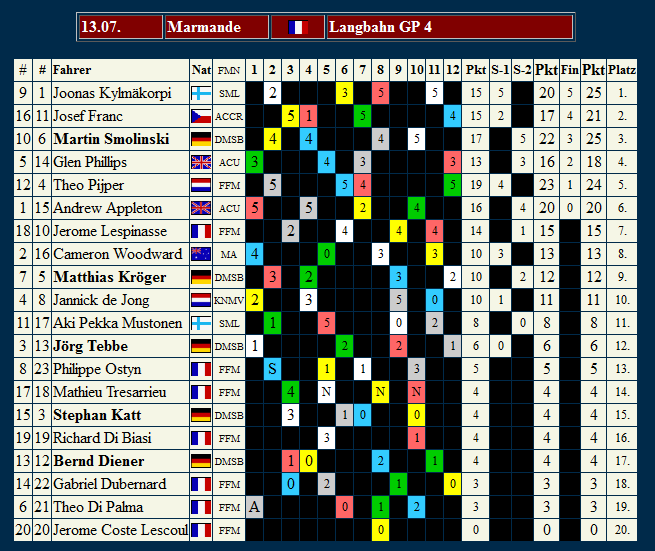 13.07. Marmande Langbahn GP 4
# # Fahrer Nat FMN 1 2 3 4 5 6 7 8 9 10 11 12 Pkt S-1 S-2 Pkt Fin Pkt Platz
9 1 Joonas Kylmäkorpi SML 2 3 5 5 15 5 20 5 25 1.
16 11 Josef Franc ACCR 5 1 5 4 15 2 17 4 21 2.
10 6 Martin Smolinski DMSB 4 4 4 5 17 5 22 3 25 3.
5 14 Glen Phillips ACU 3 4 3 3 13 3 16 2 18 4.
12 4 Theo Pijper FFM 5 5 4 5 19 4 23 1 24 5.
1 15 Andrew Appleton ACU 5 5 2 4 16 4 20 0 20 6.
18 10 Jerome Lespinasse FFM 2 4 4 4 14 1 15 15 7.
2 16 Cameron Woodward MA 4 0 3 3 10 3 13 13 8.
7 5 Matthias Kröger DMSB 3 2 3 2 10 2 12 12 9.
4 8 Jannick de Jong KNMV 2 3 5 0 10 1 11 11 10.
11 17 Aki Pekka Mustonen SML 1 5 0 2 8 0 8 8 11.
3 13 Jörg Tebbe DMSB 1 2 2 1 6 0 6 6 12.
8 23 Philippe Ostyn FFM S 1 1 3 5 5 5 13.
17 18 Mathieu Tresarrieu FFM 4 N N N 4 4 4 14.
15 3 Stephan Katt DMSB 3 1 0 0 4 4 4 15.
19 19 Richard Di Biasi FFM 3 1 4 4 4 16.
13 12 Bernd Diener DMSB 1 0 2 1 4 4 4 17.
14 22 Gabriel Dubernard FFM 0 2 1 0 3 3 3 18.
6 21 Theo Di Palma FFM A 0 1 2 3 3 3 19.
20 20 Jerome Coste Lescoul FFM 0 0 0 0 20.